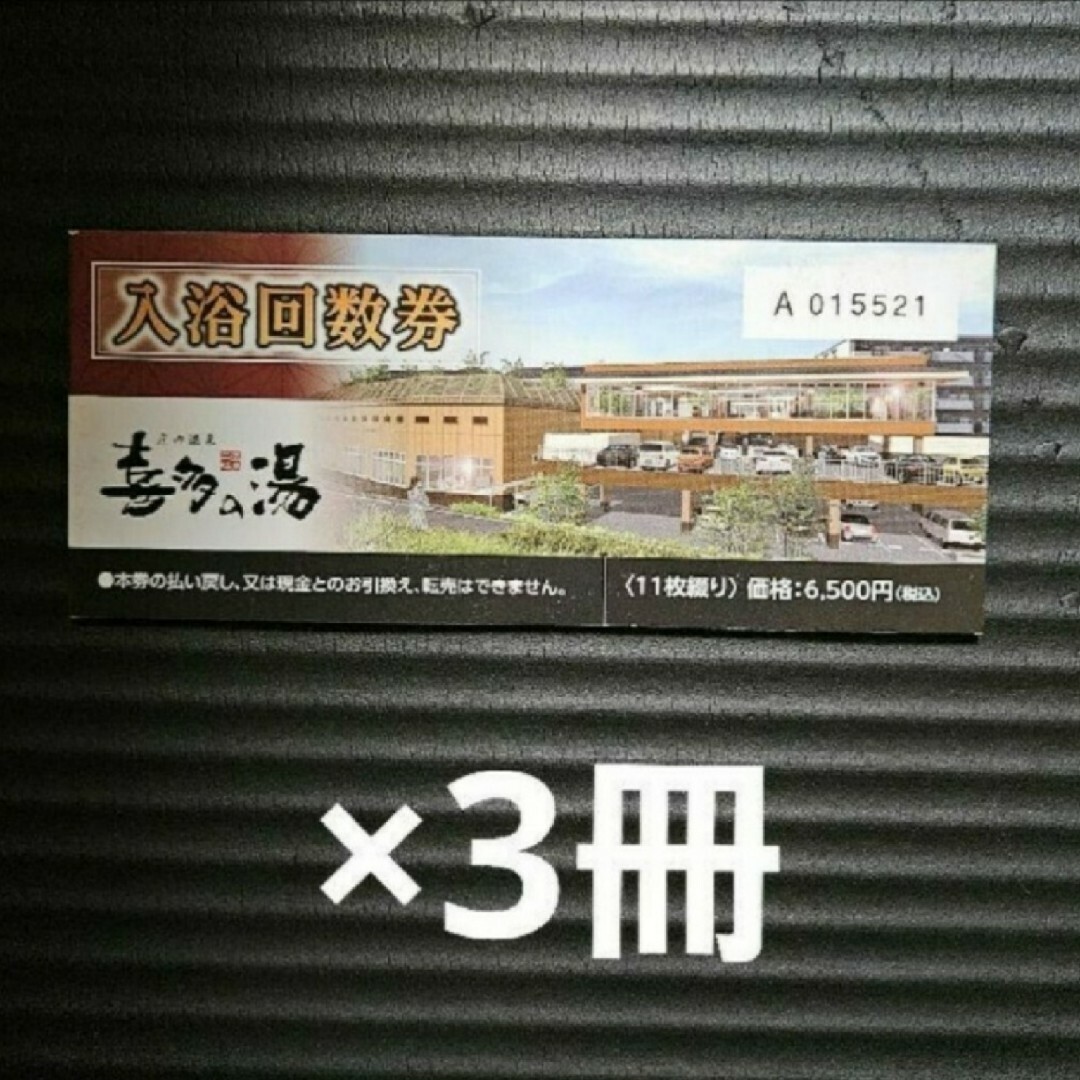 入浴回数券
A 015521
喜多の湯
●本券の払い戻し、又は現金とのお引換え、転売はできません。
〈11枚綴り〉 価格:6,500円(税込)
×3冊